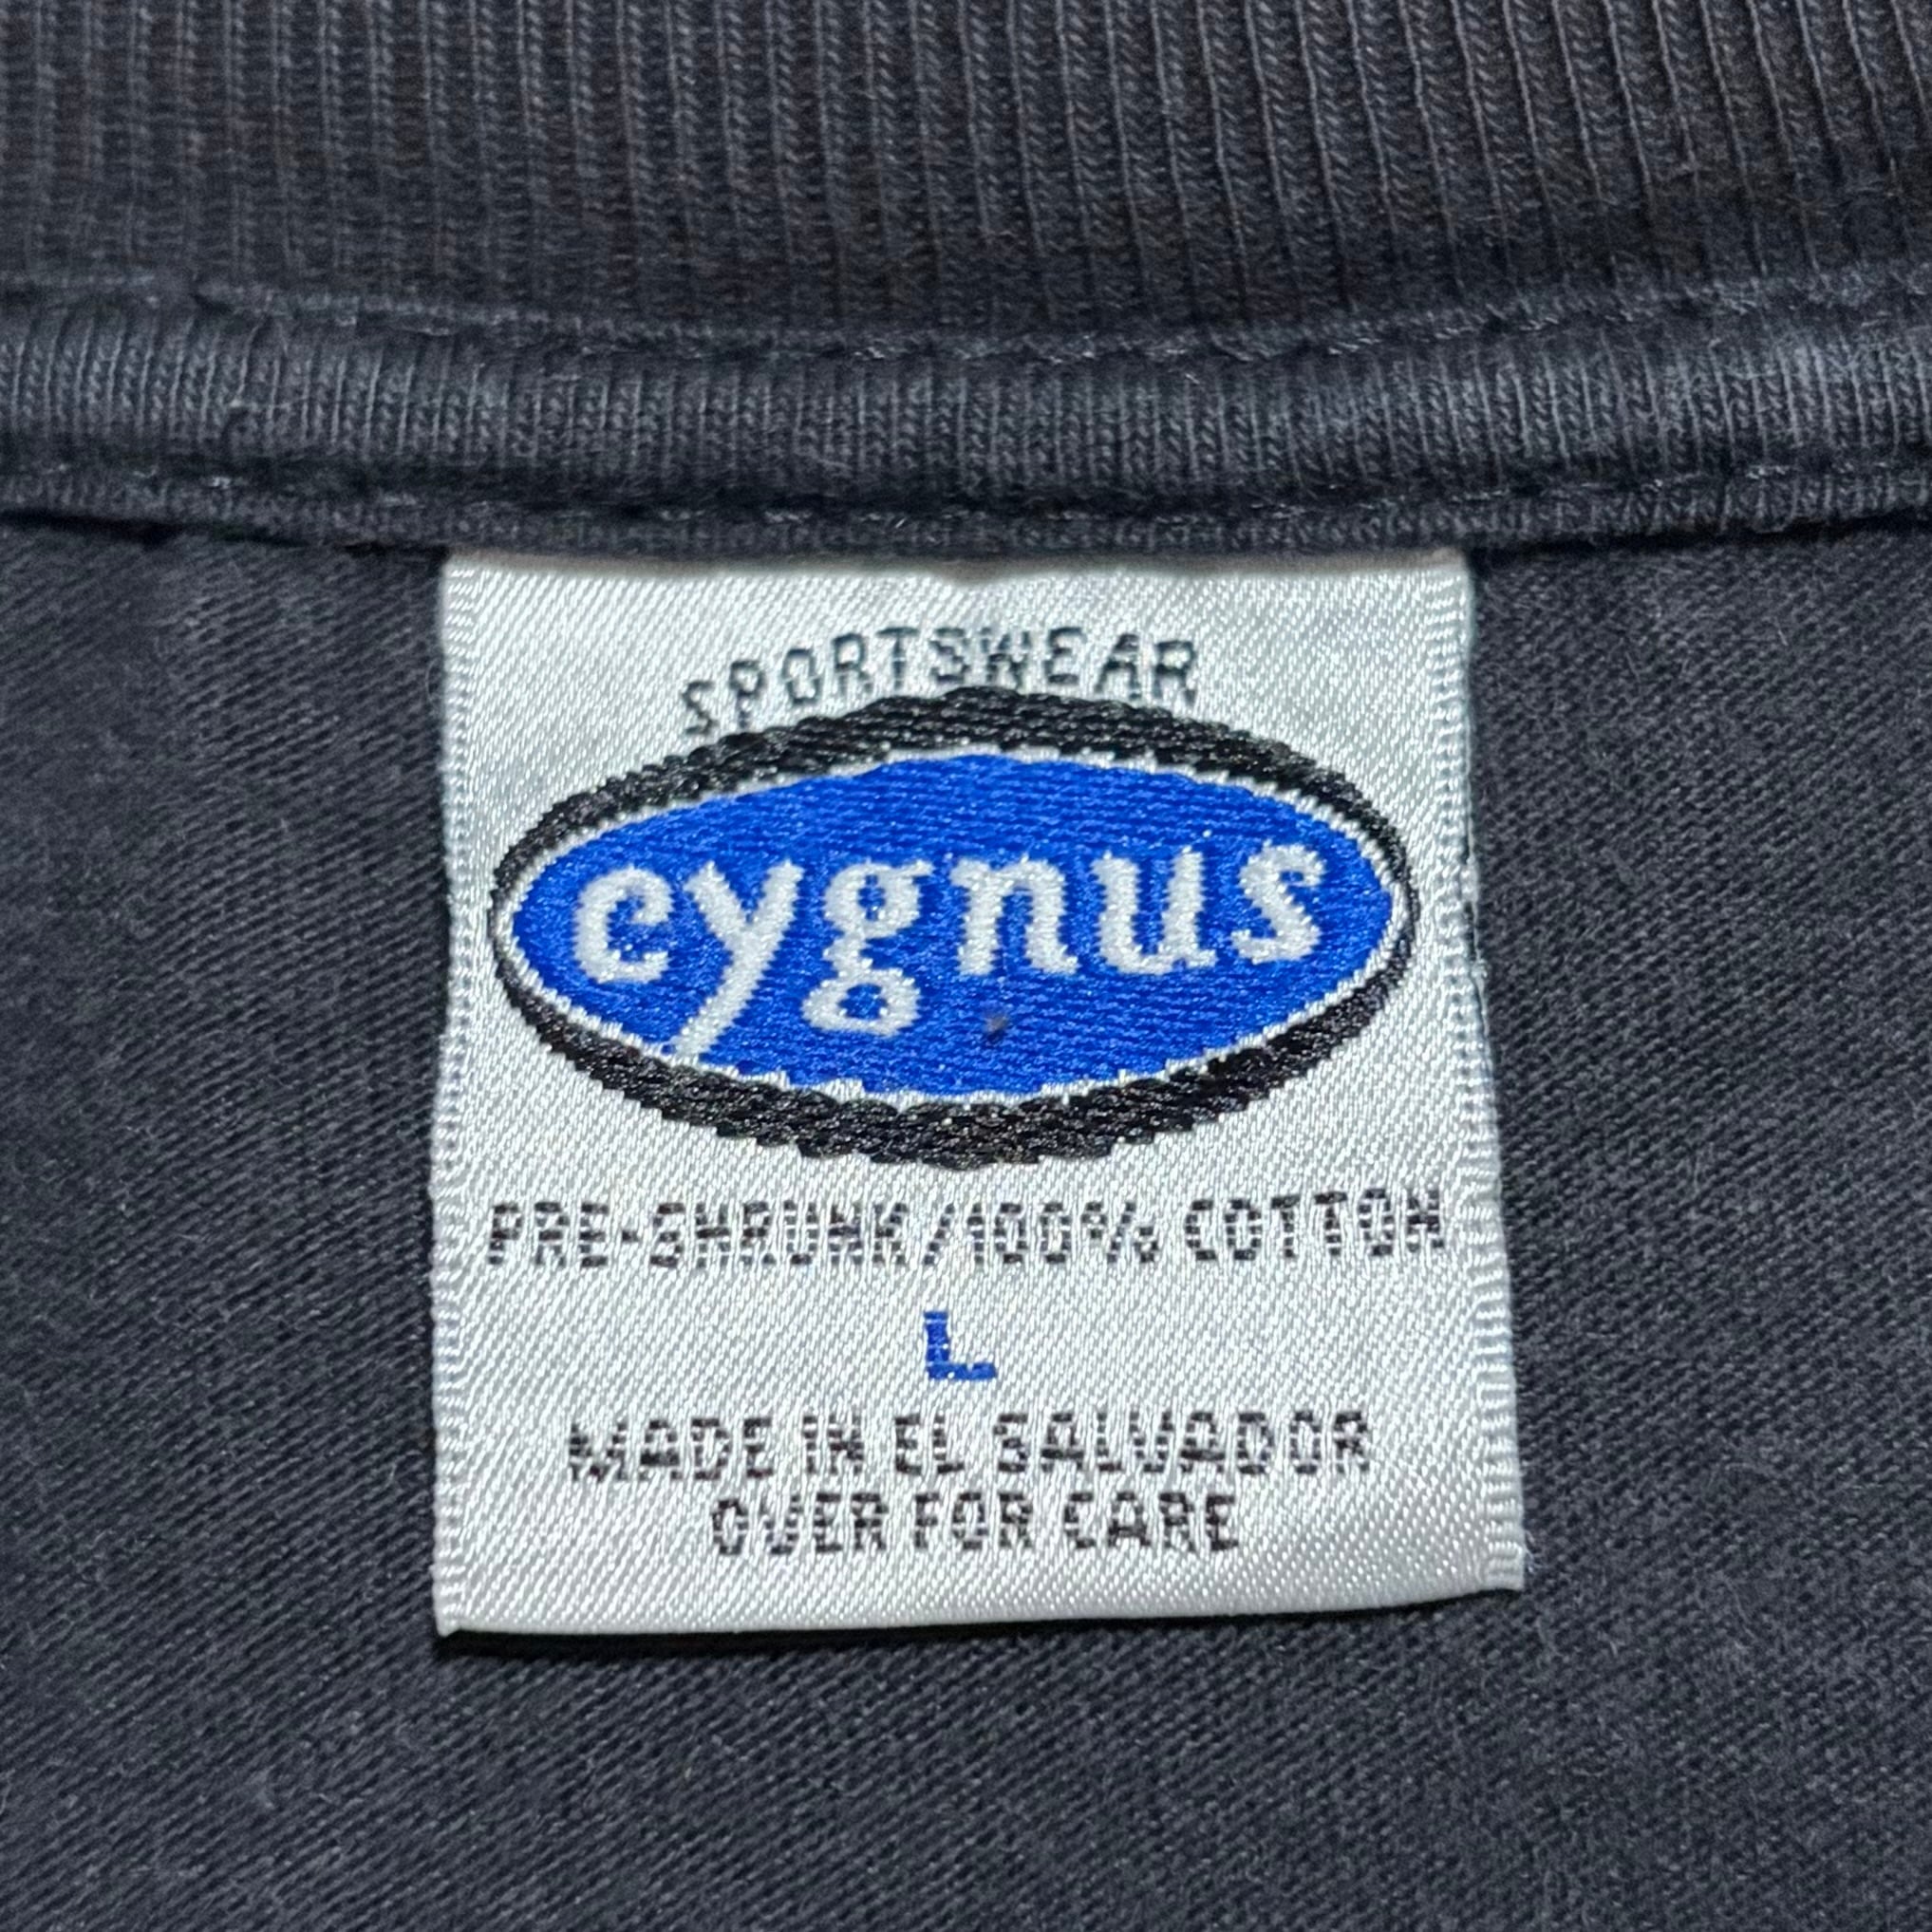 SPORTSWEAR
cygnus
PRE-SHRUNK/100% COTTON
L
MADE IN EL SALVADOR
OVER FOR CARE